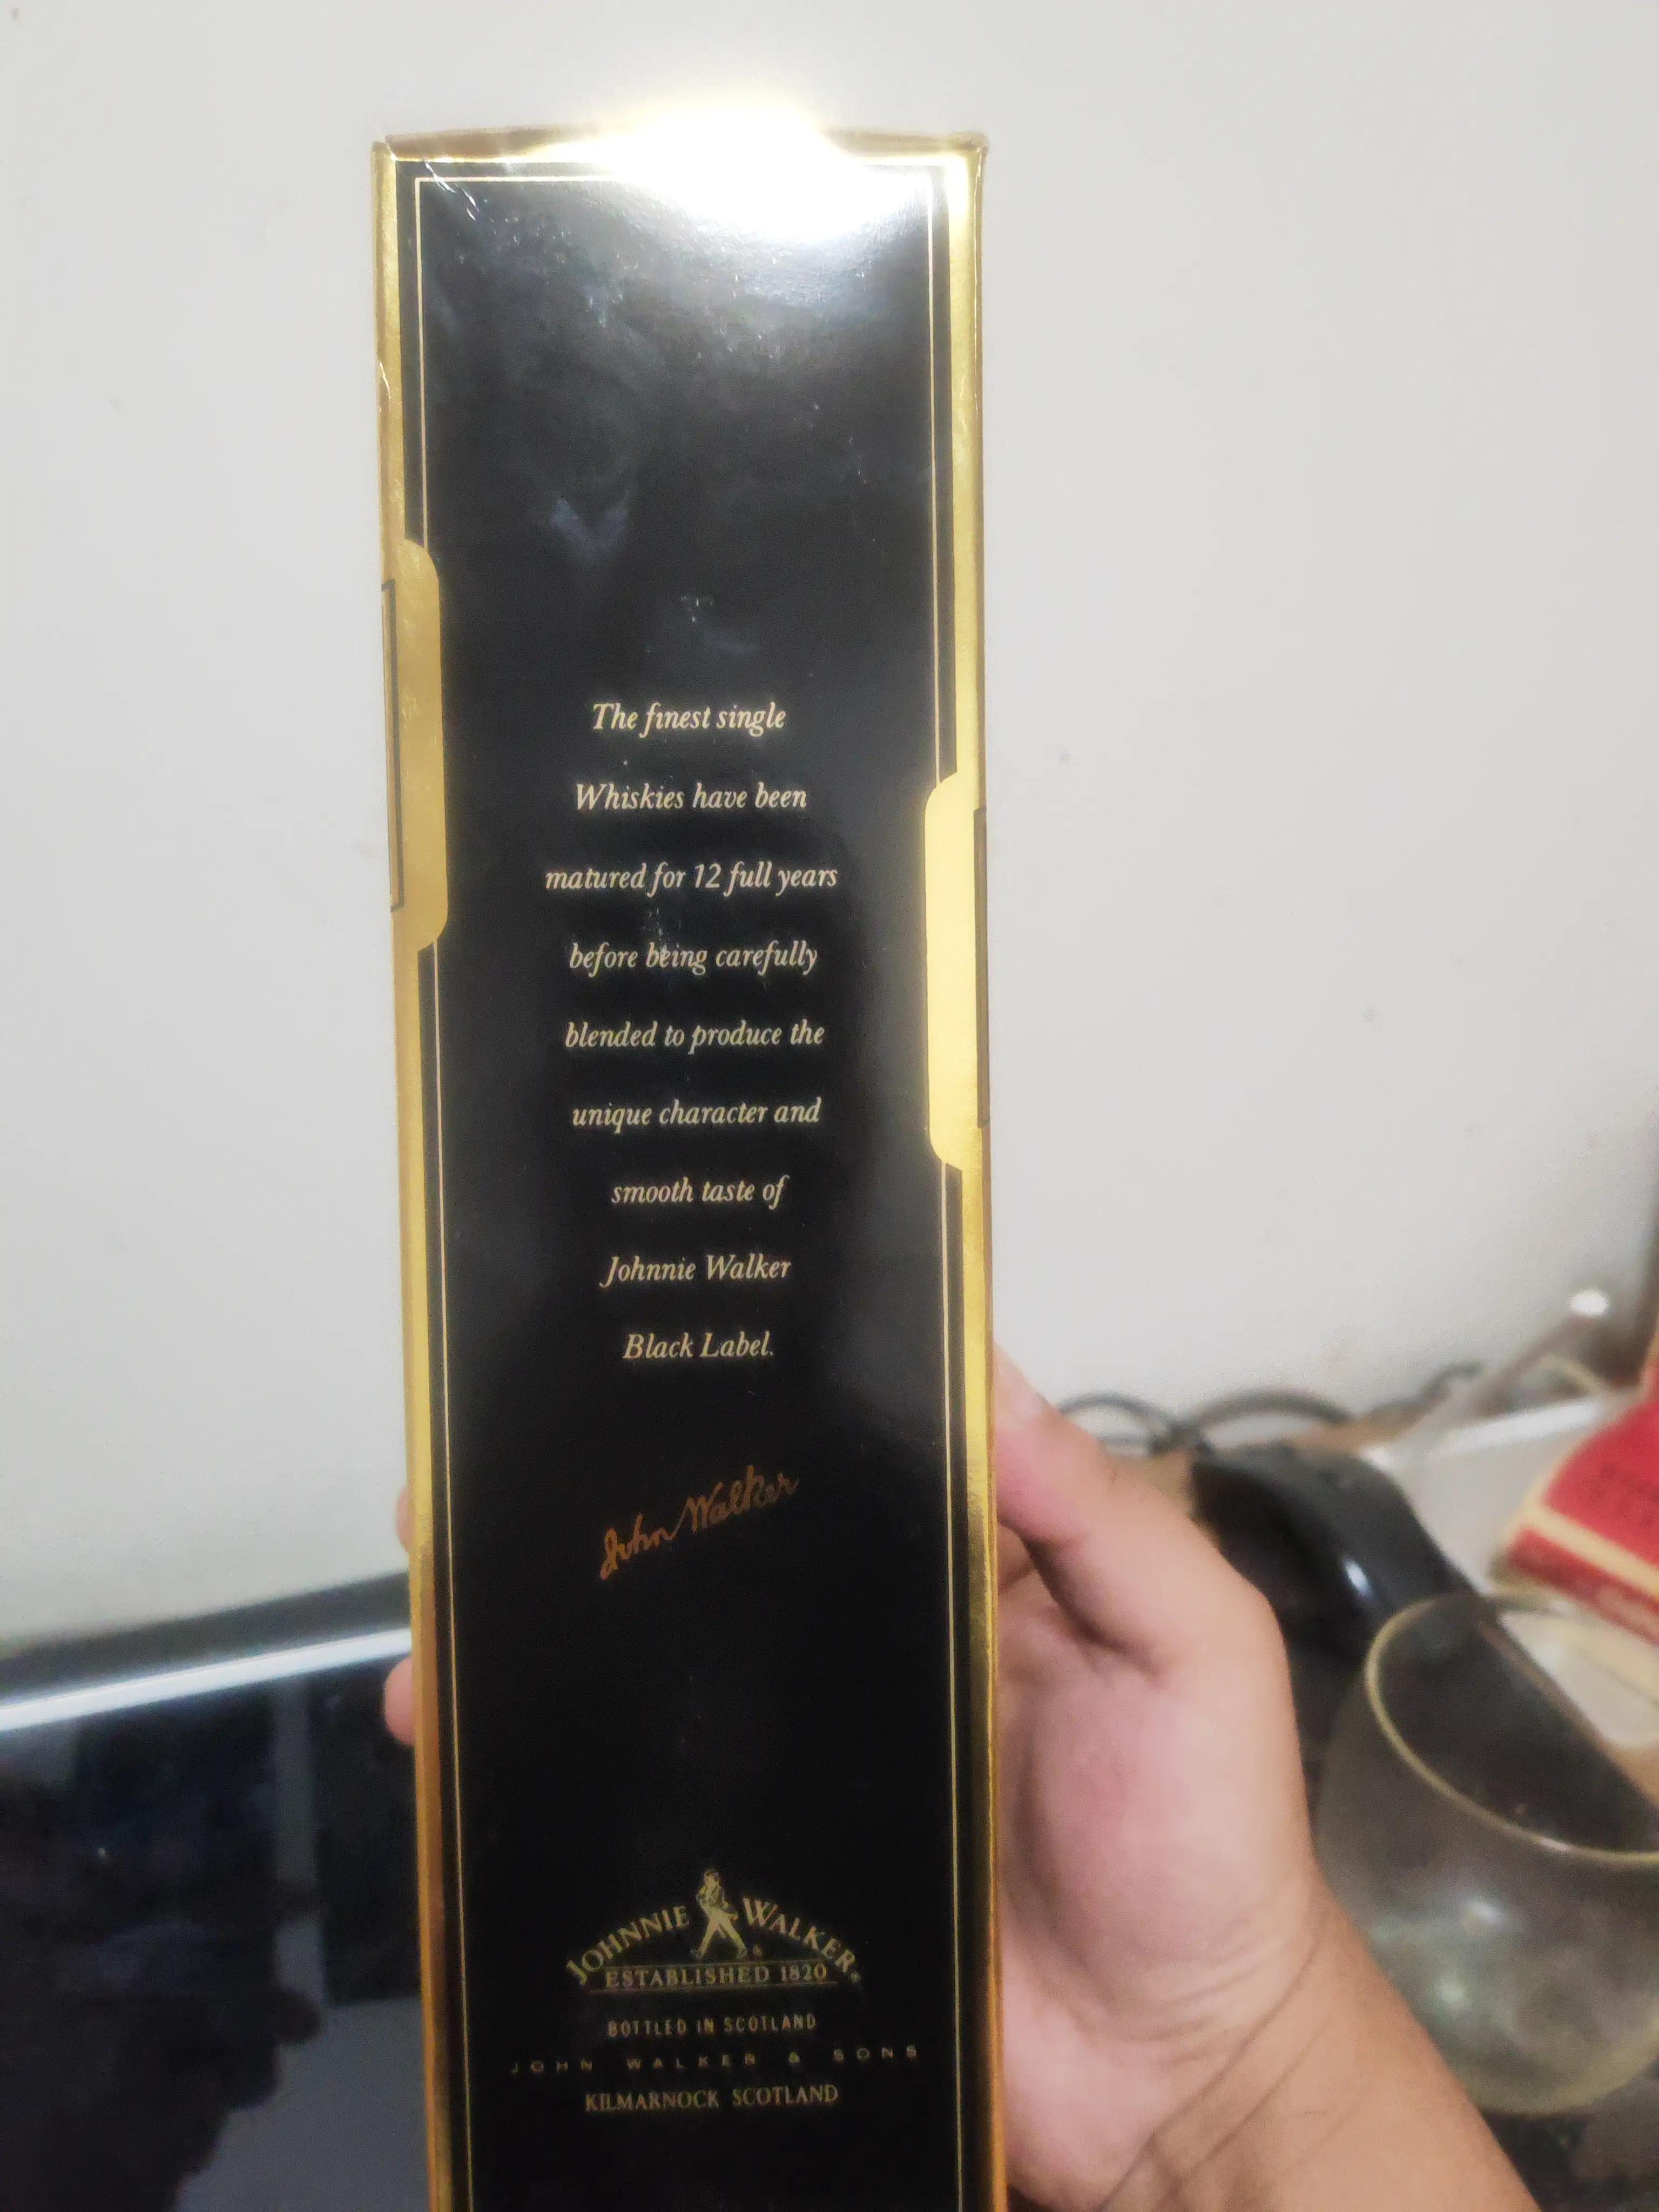 The finest single
Whiskies have been
matured for 12 full years
before being carefully
blended to produce the
unique character and
smooth taste of
Johnnie Walker
Black Label.
John Walker
JOHNNIE WALKER
ESTABLISHED 1820
BOTTLED IN SCOTLAND
JOHN WALKER & SONS
KILMARNOCK SCOTLAND